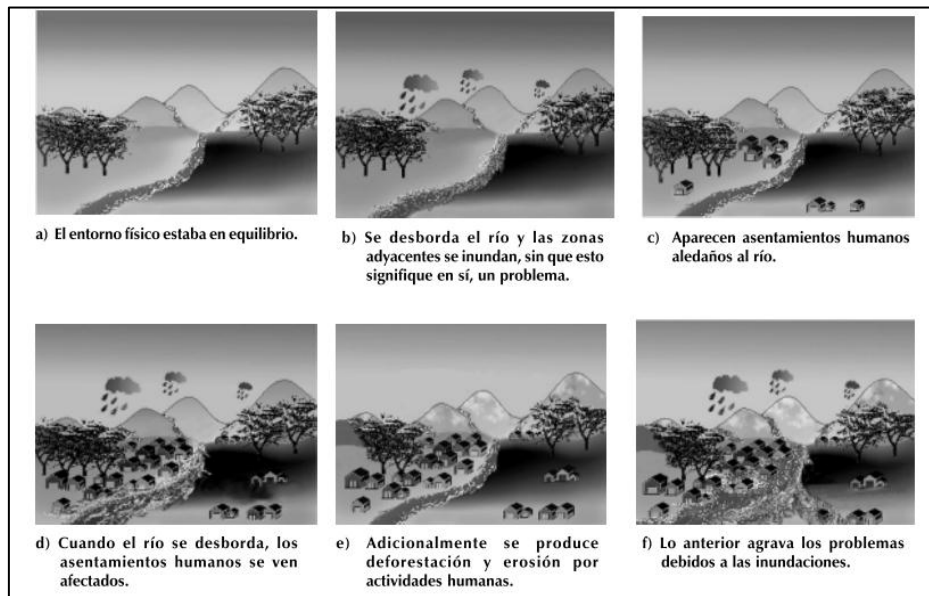 a) El entorno físico estaba en equilibrio.
b) Se desborda el río y las zonas
adyacentes se inundan, sin que esto
signifique en sí, un problema.
c) Aparecen asentamientos humanos
aledaños al río.
d) Cuando el río se desborda, los
asentamientos humanos se ven
afectados.
e) Adicionalmente se produce
deforestación y erosión por
actividades humanas.
f) Lo anterior agrava los problemas
debidos a las inundaciones.